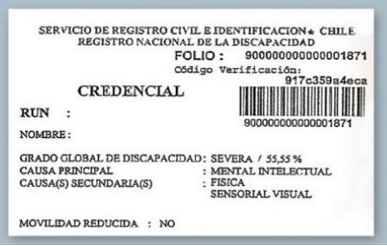 SERVICIO DE REGISTRO CIVIL E IDENTIFICACION * CHILE
REGISTRO NACIONAL DE LA DISCAPACIDAD
FOLIO : 900000000000001871
Código Verificación:
917c359a4eca
CREDENCIAL
RUN :
900000000000001871
NOMBRE :
GRADO GLOBAL DE DISCAPACIDAD : SEVERA / 55,55 %
CAUSA PRINCIPAL : MENTAL INTELECTUAL
CAUSA(S) SECUNDARIA(S) : FISICA
SENSORIAL VISUAL
MOVILIDAD REDUCIDA : NO